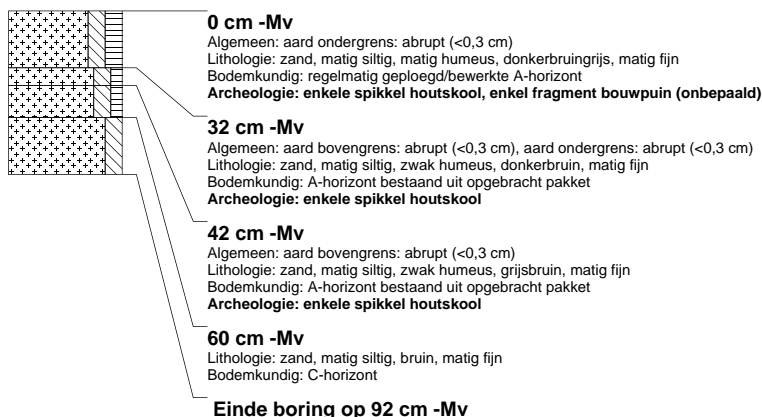 0 cm -Mv
Algemeen: aard ondergrens: abrupt (<0,3 cm)
Lithologie: zand, matig siltig, matig humeus, donkerbruingrijs, matig fijn
Bodemkundig: regelmatig geploegd/bewerkte A-horizont
Archeologie: enkele spikkel houtskool, enkel fragment bouwpuin (onbepaald)
32 cm -Mv
Algemeen: aard bovengrens: abrupt (<0,3 cm), aard ondergrens: abrupt (<0,3 cm)
Lithologie: zand, matig siltig, zwak humeus, donkerbruin, matig fijn
Bodemkundig: A-horizont bestaand uit opgebracht pakket
Archeologie: enkele spikkel houtskool
42 cm -Mv
Algemeen: aard bovengrens: abrupt (<0,3 cm)
Lithologie: zand, matig siltig, zwak humeus, grijsbruin, matig fijn
Bodemkundig: A-horizont bestaand uit opgebracht pakket
Archeologie: enkele spikkel houtskool
60 cm -Mv
Lithologie: zand, matig siltig, bruin, matig fijn
Bodemkundig: C-horizont
Einde boring op 92 cm -Mv